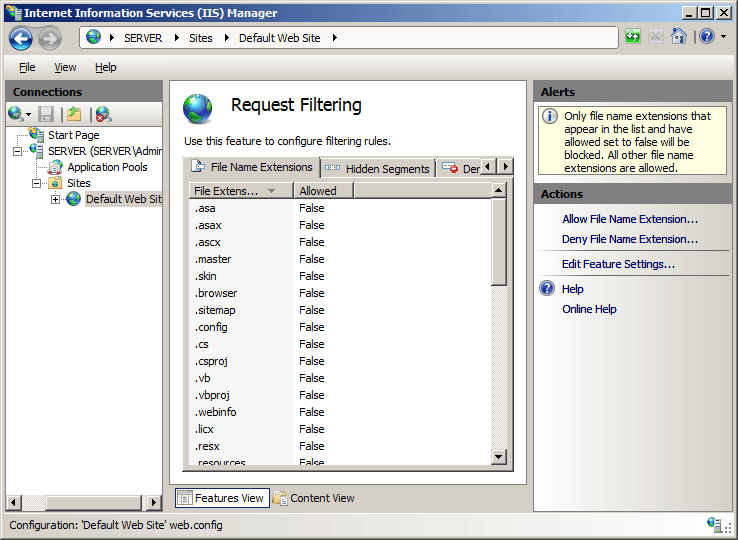 Internet Information Services (IIS) Manager
SERVER Sites Default Web Site
File View Help
Connections
Start Page
SERVER (SERVER\Admir
Application Pools
Sites
Default Web Sit
Request Filtering
Use this feature to configure filtering rules.
File Name Extensions Hidden Segments Der
File Extens... Allowed
.asa False
.asax False
.ascx False
.master False
.skin False
.browser False
.sitemap False
.config False
.cs False
.csproj False
.vb False
.vbproj False
.webinfo False
.licx False
.resx False
.resources False
Features View Content View
Alerts
Only file name extensions that
appear in the list and have
allowed set to false will be
blocked. All other file name
extensions are allowed.
Actions
Allow File Name Extension...
Deny File Name Extension...
Edit Feature Settings...
Help
Online Help
Configuration: 'Default Web Site' web.config